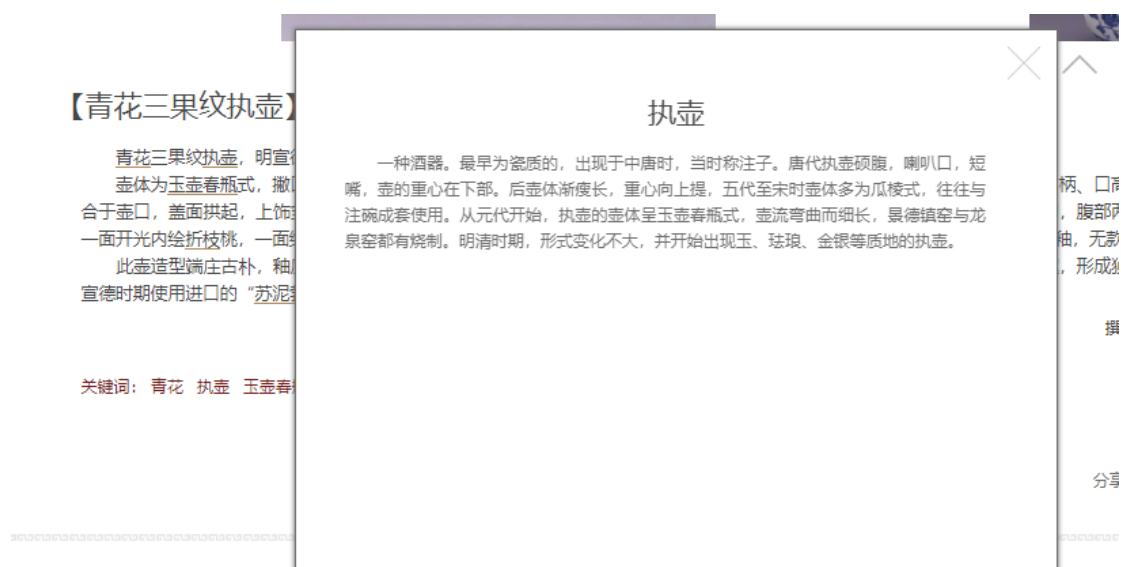 【青花三果纹执壶】
青花三果纹执壶，明宣德
壶体为玉壶春瓶式，撇口
合于壶口，盖面拱起，上饰
一面开光内绘折枝桃，一面
此壶造型端庄古朴，釉
宣德时期使用进口的“苏泥
关键词： 青花 执壶 玉壶春
执壶
一种酒器。最早为瓷质的，出现于中唐时，当时称注子。唐代执壶硕腹，喇叭口，短
嘴，壶的重心在下部。后壶体渐瘦长，重心向上提，五代至宋时壶体多为瓜棱式，往往与
注碗成套使用。从元代开始，执壶的壶体呈玉壶春瓶式，壶流弯曲而细长，景德镇窑与龙
泉窑都有烧制。明清时期，形式变化不大，并开始出现玉、珐琅、金银等质地的执壶。
柄、口高
，腹部两
釉，无款
，形成独
撰
分享